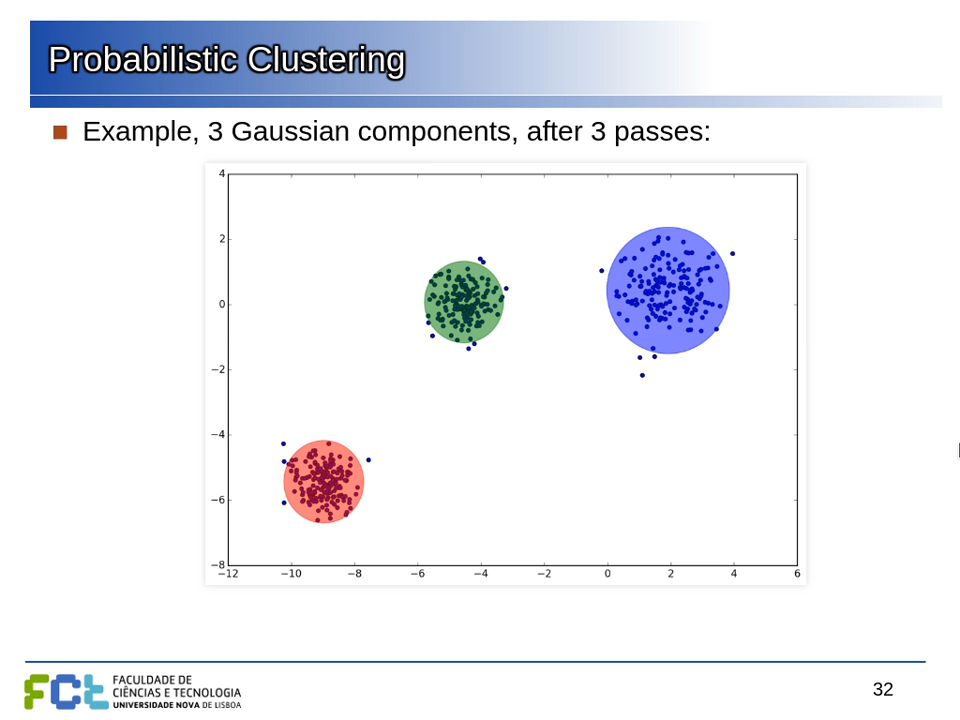 Probabilistic Clustering
Example, 3 Gaussian components, after 3 passes:
4
2
0
−2
−4
−6
−8
−12 −10 −8 −6 −4 −2 0 2 4 6
FCt
FACULDADE DE
CIÊNCIAS E TECNOLOGIA
UNIVERSIDADE NOVA DE LISBOA
32